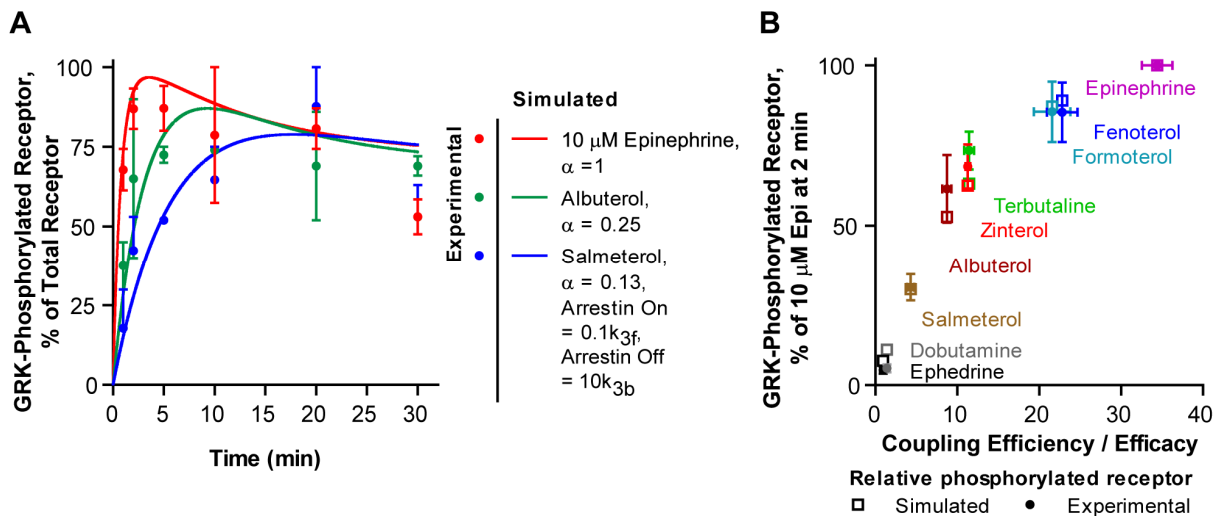 A
GRK-Phosphorylated Receptor,
% of Total Receptor
100
75
50
25
0
0 5 10 15 20 25 30
Time (min)
Experimental
Simulated
10 μM Epinephrine,
α =1
Albuterol,
α = 0.25
Salmeterol,
α = 0.13,
Arrestin On
= 0.1k3f,
Arrestin Off
= 10k3b
B
GRK-Phosphorylated Receptor,
% of 10 μM Epi at 2 min
100
50
0
Epinephrine
Fenoterol
Formoterol
Terbutaline
Zinterol
Albuterol
Salmeterol
Dobutamine
Ephedrine
0 10 20 30 40
Coupling Efficiency / Efficacy
Relative phosphorylated receptor
Simulated Experimental